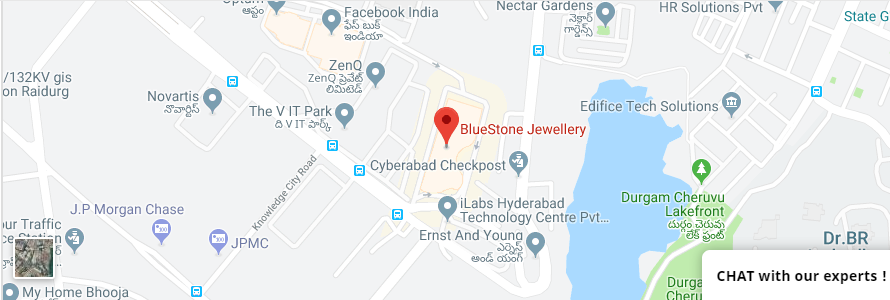 ఆప్టం
Facebook India
ఫేస్ బుక్
ఇండియా
Nectar Gardens
నెక్టార్
గార్డెన్స్
HR Solutions Pvt
State G
/132KV gis
on Raidurg
ZenQ
ZenQ ప్రైవేట్
లిమిటెడ్
Novartis
నొవార్టిస్
The V IT Park
ది V IT పార్క్
BlueStone Jewellery
Edifice Tech Solutions
Cyberabad Checkpost
Knowledge City Road
Durgam Cheruvu
Lakefront
దుర్గం చెరువు
లేక్ ఫ్రంట్
iLabs Hyderabad
Technology Centre Pvt...
J.P Morgan Chase
JPMC
Ernst And Young
ఎర్నెస్ట్
అండ్ యంగ్
our Traffic
ce Station
Dr.BR
My Home Bhooja
CHAT with our experts !
Durga
Cheru